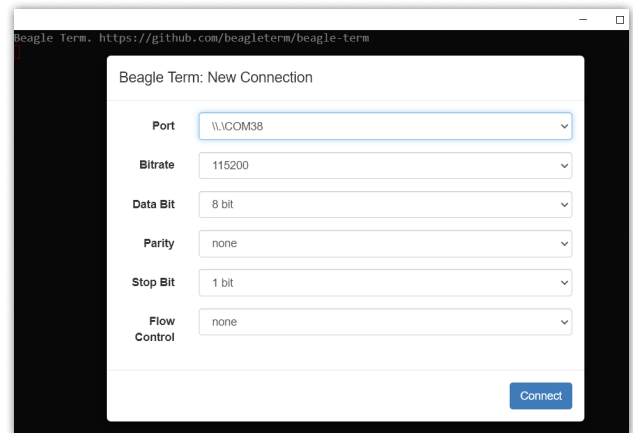 Beagle Term. https://github.com/beagleterm/beagle-term
Beagle Term: New Connection
Port \\.\COM38
Bitrate 115200
Data Bit 8 bit
Parity none
Stop Bit 1 bit
Flow Control none
Connect